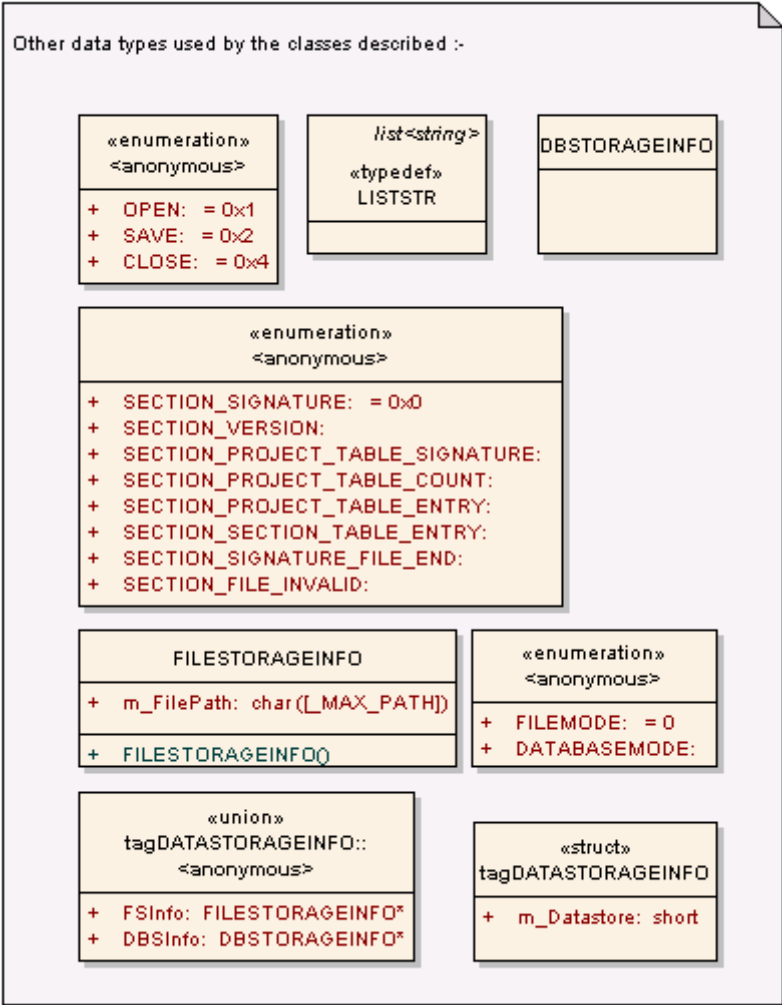 Other data types used by the classes described :-
«enumeration»
<anonymous>
+ OPEN: = 0x1
+ SAVE: = 0x2
+ CLOSE: = 0x4
list<string>
«typedef»
LISTSTR
DBSTORAGEINFO
«enumeration»
<anonymous>
+ SECTION_SIGNATURE: = 0x0
+ SECTION_VERSION:
+ SECTION_PROJECT_TABLE_SIGNATURE:
+ SECTION_PROJECT_TABLE_COUNT:
+ SECTION_PROJECT_TABLE_ENTRY:
+ SECTION_SECTION_TABLE_ENTRY:
+ SECTION_SIGNATURE_FILE_END:
+ SECTION_FILE_INVALID:
FILESTORAGEINFO
+ m_FilePath: char ([_MAX_PATH])
+ FILESTORAGEINFO()
«enumeration»
<anonymous>
+ FILEMODE: = 0
+ DATABASEMODE:
«union»
tagDATASTORAGEINFO::
<anonymous>
+ FSInfo: FILESTORAGEINFO*
+ DBSInfo: DBSTORAGEINFO*
«struct»
tagDATASTORAGEINFO
+ m_Datastore: short